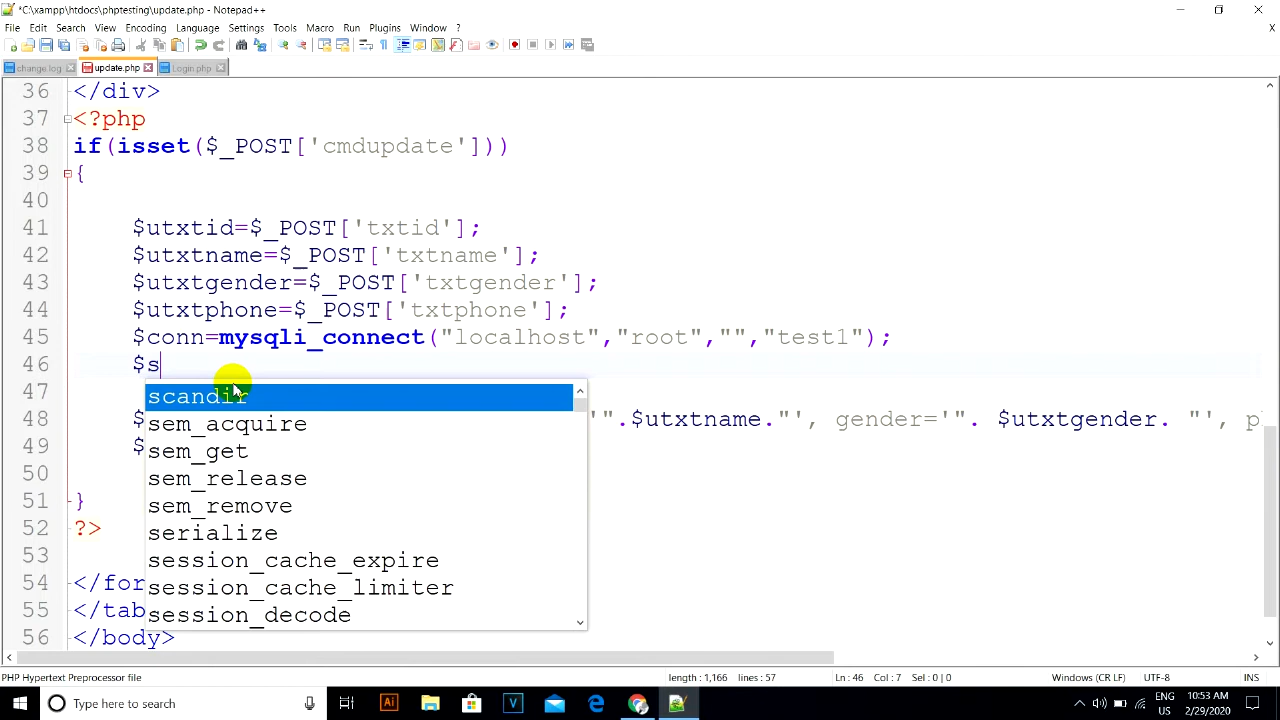 *C:\xampp\htdocs\phptesting\update.php - Notepad++
File Edit Search View Encoding Language Settings Tools Macro Run Plugins Window ?
X
change.log update.php Login.php
36 </div>
37 <?php
38 if(isset($_POST['cmdupdate']))
39 {
40
41 $utxtid=$_POST['txtid'];
42 $utxtname=$_POST['txtname'];
43 $utxtgender=$_POST['txtgender'];
44 $utxtphone=$_POST['txtphone'];
45 $conn=mysqli_connect("localhost","root","","test1");
46 $s
47 scandir
sem_acquire
48 $ '".$utxtname."', gender='". $utxtgender. "', p
49 $ sem_get
50 sem_release
51 } sem_remove
52 ?> serialize
53 session_cache_expire
54 </for session_cache_limiter
55 </tab session_decode
56 </body>
PHP Hypertext Preprocessor file length : 1,166 lines : 57 Ln : 46 Col : 7 Sel : 0 | 0 Windows (CR LF) UTF-8 INS
Type here to search Ai V ENG US 10:53 AM 2/29/2020